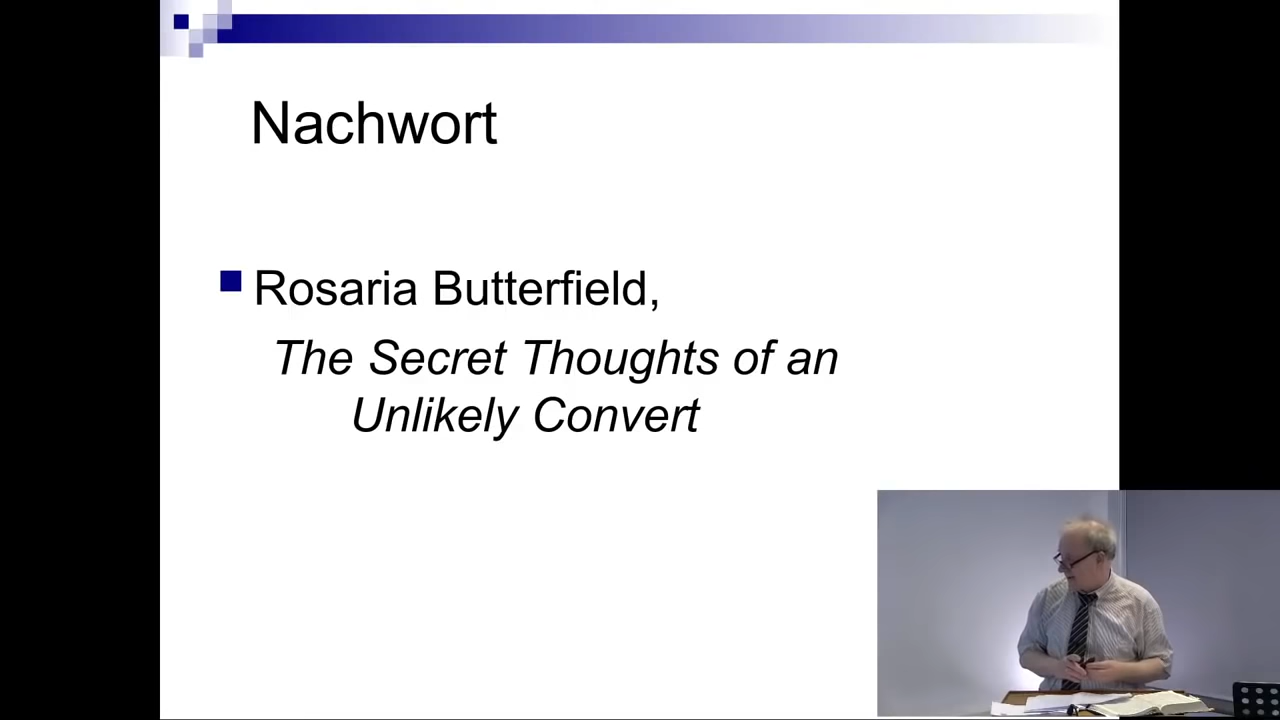 Nachwort
Rosaria Butterfield,
The Secret Thoughts of an
Unlikely Convert